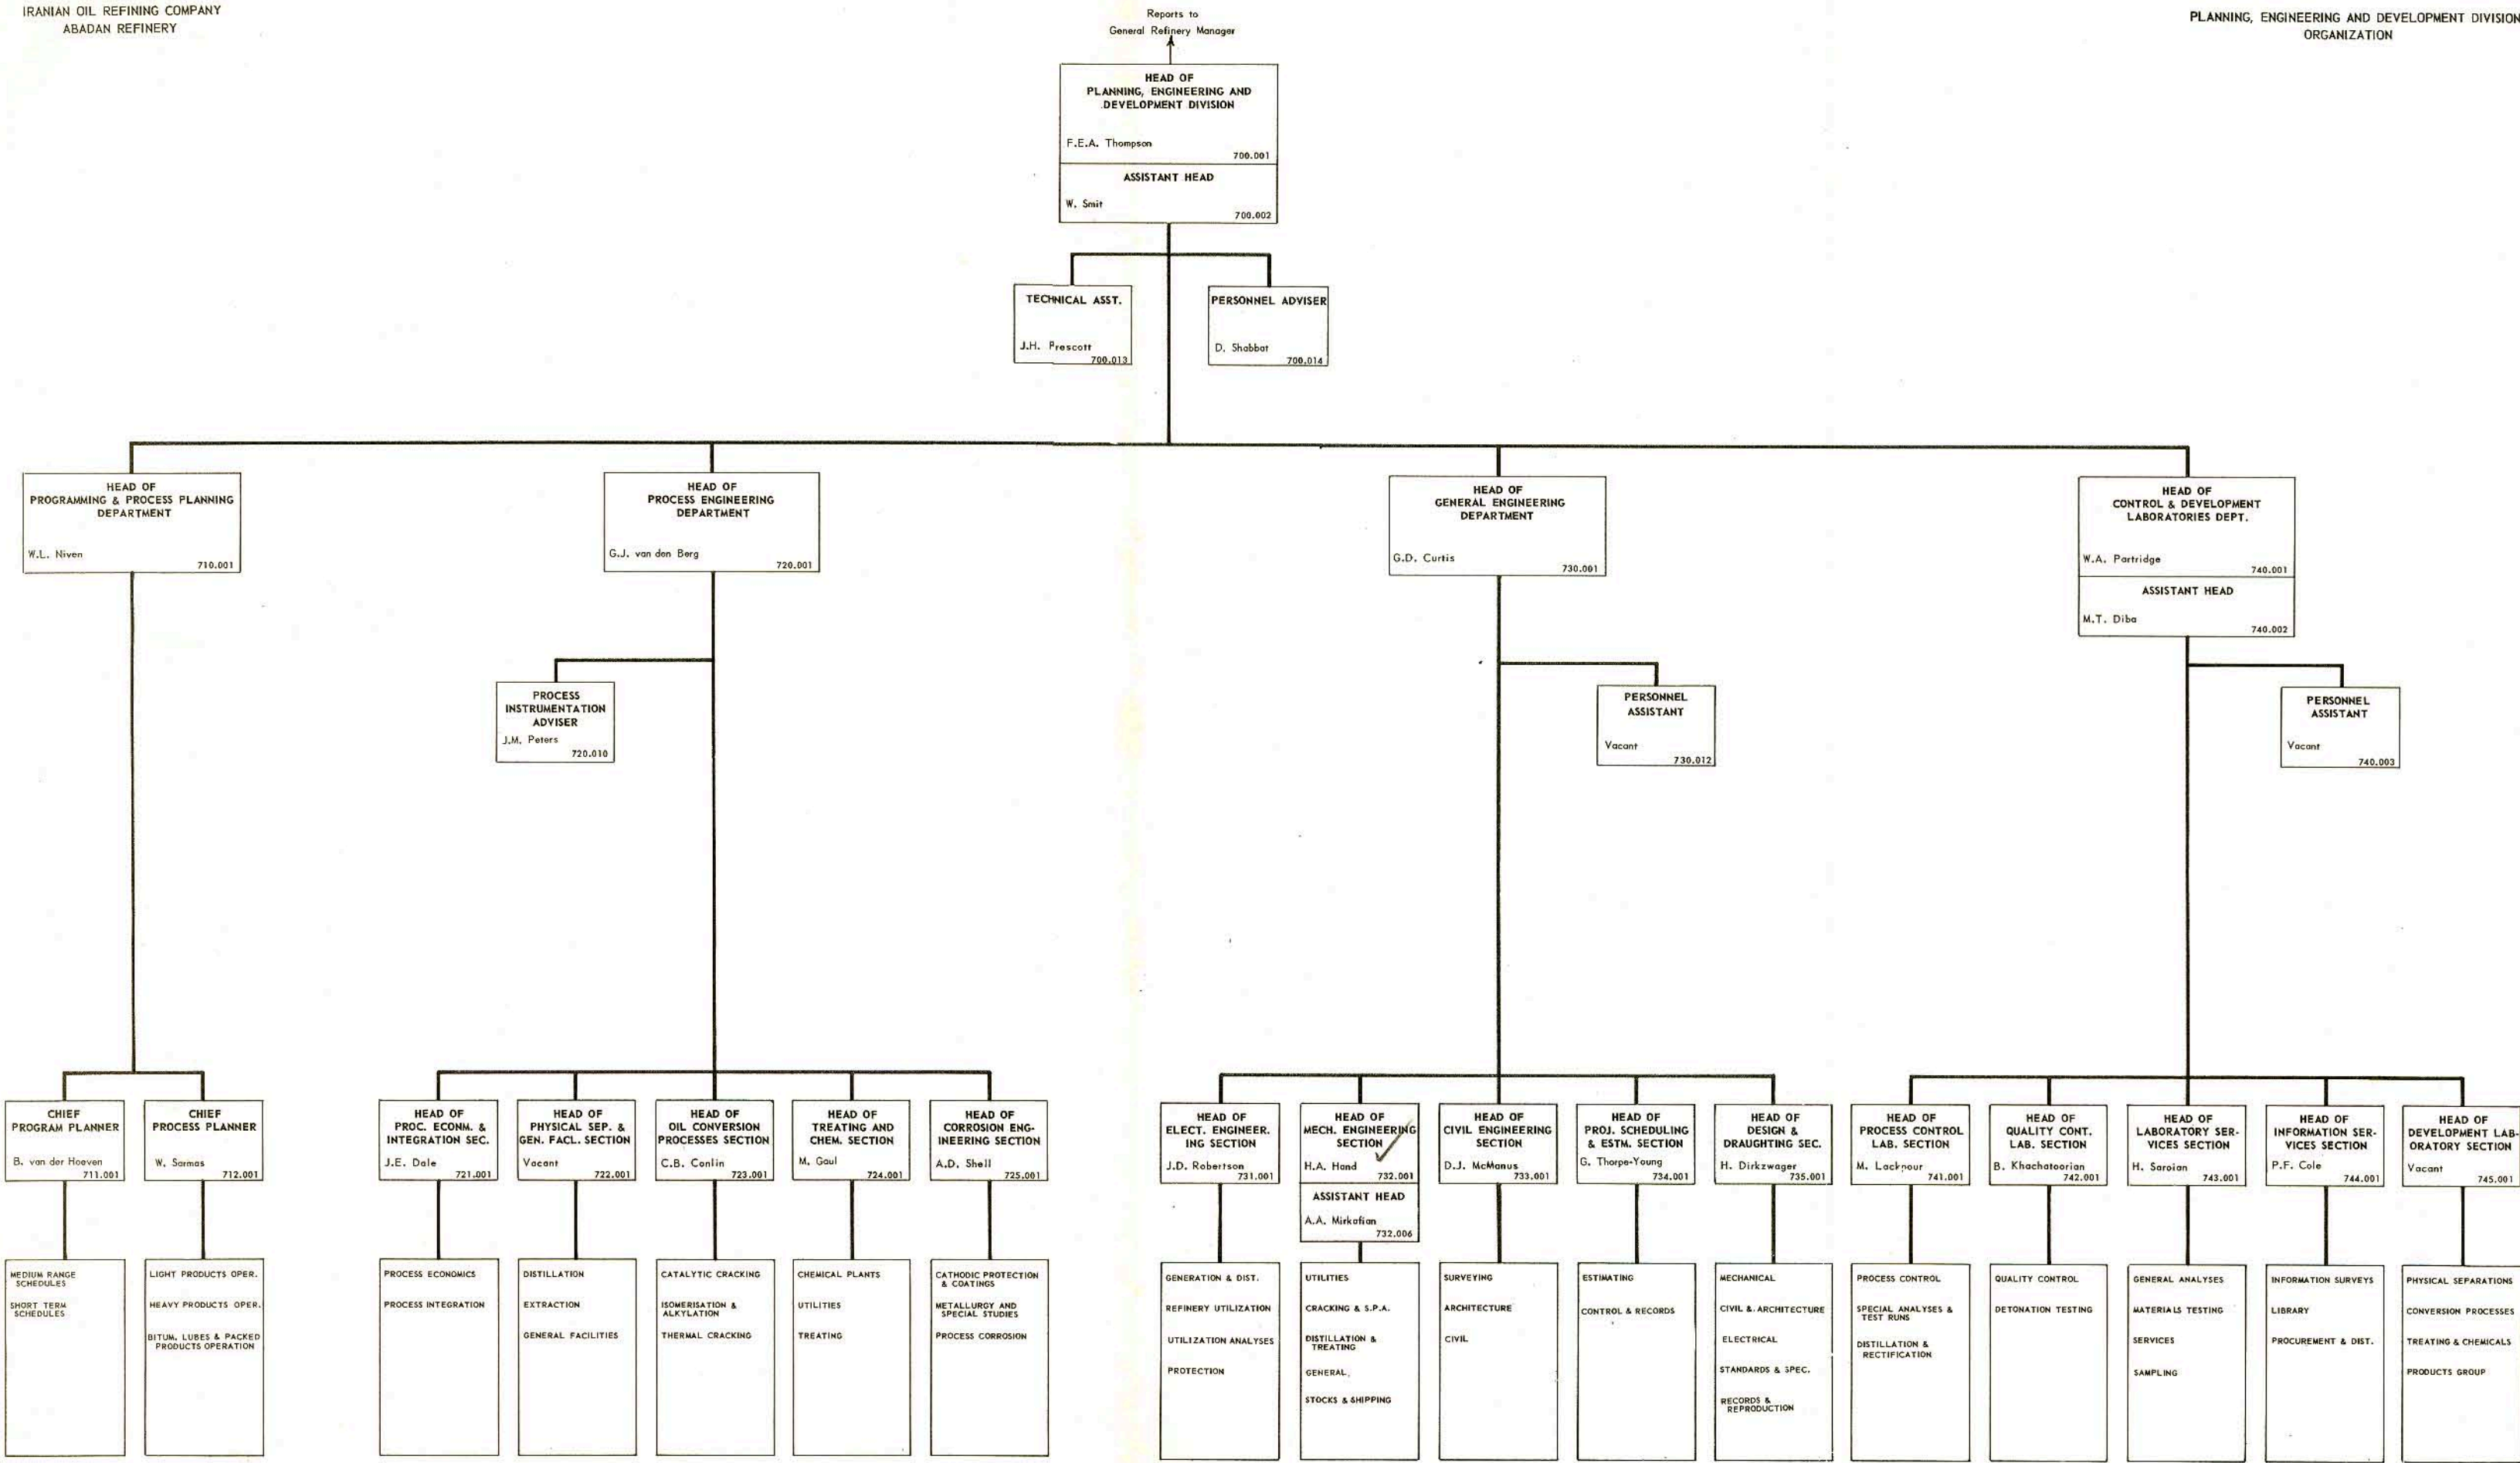 IRANIAN OIL REFINING COMPANY
ABADAN REFINERY
PLANNING, ENGINEERING AND DEVELOPMENT DIVISION
ORGANIZATION
Reports to
General Refinery Manager
HEAD OF
PLANNING, ENGINEERING AND
DEVELOPMENT DIVISION
F.E.A. Thompson
700.001
ASSISTANT HEAD
W. Smit
700.002
TECHNICAL ASST.
J.H. Prescott
700.013
PERSONNEL ADVISER
D. Shabbat
700.014
HEAD OF
PROGRAMMING & PROCESS PLANNING
DEPARTMENT
W.L. Niven
710.001
HEAD OF
PROCESS ENGINEERING
DEPARTMENT
G.J. van den Berg
720.001
HEAD OF
GENERAL ENGINEERING
DEPARTMENT
G.D. Curtis
730.001
HEAD OF
CONTROL & DEVELOPMENT
LABORATORIES DEPT.
W.A. Partridge
740.001
ASSISTANT HEAD
M.T. Diba
740.002
PROCESS
INSTRUMENTATION
ADVISER
J.M. Peters
720.010
PERSONNEL
ASSISTANT
Vacant
730.012
PERSONNEL
ASSISTANT
Vacant
740.003
CHIEF
PROGRAM PLANNER
B. van der Hoeven
711.001
CHIEF
PROCESS PLANNER
W. Sarmas
712.001
HEAD OF
PROC. ECONM. &
INTEGRATION SEC.
J.E. Dale
721.001
HEAD OF
PHYSICAL SEP. &
GEN. FACL. SECTION
Vacant
722.001
HEAD OF
OIL CONVERSION
PROCESSES SECTION
C.B. Conlin
723.001
HEAD OF
TREATING AND
CHEM. SECTION
M. Gaul
724.001
HEAD OF
CORROSION ENG-
INEERING SECTION
A.D. Shell
725.001
HEAD OF
ELECT. ENGINEER-
ING SECTION
J.D. Robertson
731.001
HEAD OF
MECH. ENGINEERING
SECTION
H.A. Hand
732.001
ASSISTANT HEAD
A.A. Mirkafian
732.006
HEAD OF
CIVIL ENGINEERING
SECTION
D.J. McManus
733.001
HEAD OF
PROJ. SCHEDULING
& ESTM. SECTION
G. Thorpe-Young
734.001
HEAD OF
DESIGN &
DRAUGHTING SEC.
H. Dirkzwager
735.001
HEAD OF
PROCESS CONTROL
LAB. SECTION
M. Lacknour
741.001
HEAD OF
QUALITY CONT.
LAB. SECTION
B. Khachatoorian
742.001
HEAD OF
LABORATORY SER-
VICES SECTION
H. Saroian
743.001
HEAD OF
INFORMATION SER-
VICES SECTION
P.F. Cole
744.001
HEAD OF
DEVELOPMENT LAB-
ORATORY SECTION
Vacant
745.001
MEDIUM RANGE
SCHEDULES
SHORT TERM
SCHEDULES
LIGHT PRODUCTS OPER.
HEAVY PRODUCTS OPER.
BITUM, LUBES & PACKED
PRODUCTS OPERATION
PROCESS ECONOMICS
PROCESS INTEGRATION
DISTILLATION
EXTRACTION
GENERAL FACILITIES
CATALYTIC CRACKING
ISOMERISATION &
ALKYLATION
THERMAL CRACKING
CHEMICAL PLANTS
UTILITIES
TREATING
CATHODIC PROTECTION
& COATINGS
METALLURGY AND
SPECIAL STUDIES
PROCESS CORROSION
GENERATION & DIST.
REFINERY UTILIZATION
UTILIZATION ANALYSES
PROTECTION
UTILITIES
CRACKING & S.P.A.
DISTILLATION &
TREATING
GENERAL
STOCKS & SHIPPING
SURVEYING
ARCHITECTURE
CIVIL
ESTIMATING
CONTROL & RECORDS
MECHANICAL
CIVIL & ARCHITECTURE
ELECTRICAL
STANDARDS & SPEC.
RECORDS &
REPRODUCTION
PROCESS CONTROL
SPECIAL ANALYSES &
TEST RUNS
DISTILLATION &
RECTIFICATION
QUALITY CONTROL
DETONATION TESTING
GENERAL ANALYSES
MATERIALS TESTING
SERVICES
SAMPLING
INFORMATION SURVEYS
LIBRARY
PROCUREMENT & DIST.
PHYSICAL SEPARATIONS
CONVERSION PROCESSES
TREATING & CHEMICALS
PRODUCTS GROUP